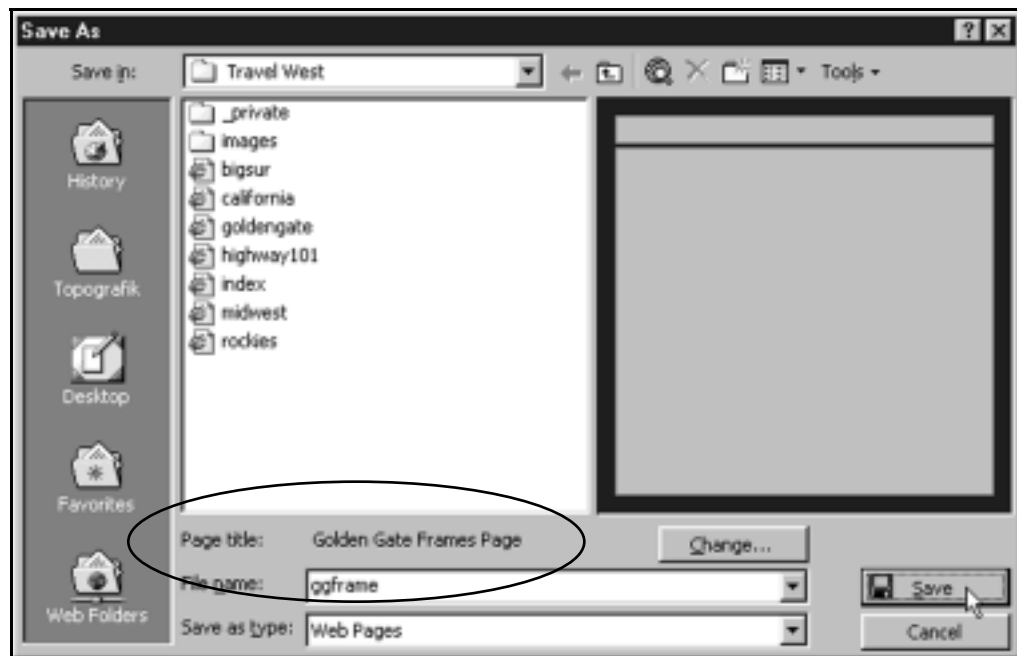 Save As
Save in:
Travel West
Tools
History
Topografik
Desktop
Favorites
Web Folders
_private
images
bigsur
california
goldengate
highway101
index
midwest
rockies
Page title: Golden Gate Frames Page
Change...
File name: ggframe
Save
Save as type: Web Pages
Cancel